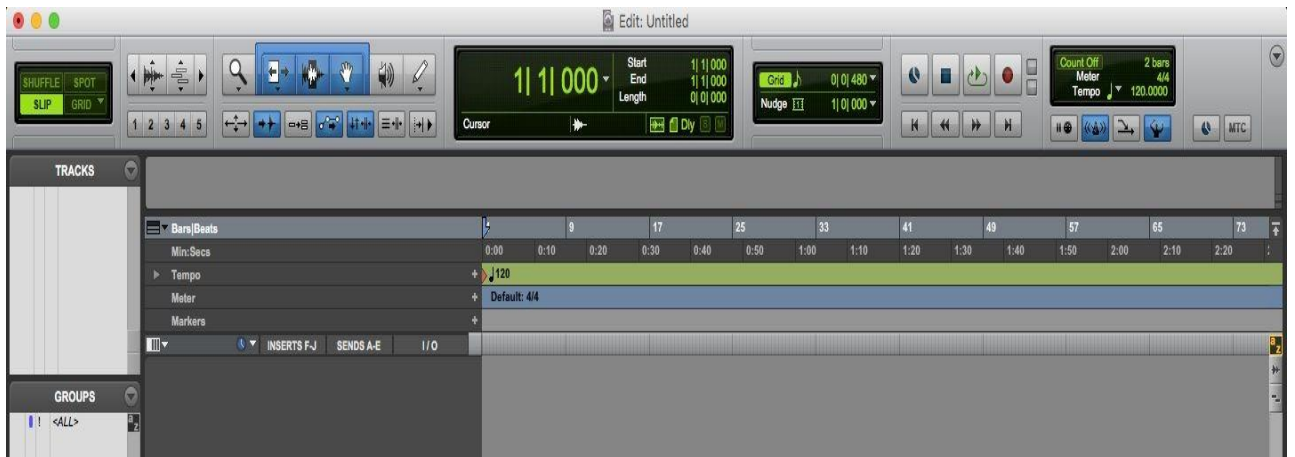 Edit: Untitled
SHUFFLE SPOT
SLIP GRID
1 2 3 4 5
1| 1| 000
Start 1| 1| 000
End 1| 1| 000
Length 0| 0| 000
Cursor
Dly S M
Grid 0| 0| 480
Nudge 1| 0| 000
Count Off 2 bars
Meter 4/4
Tempo 120.0000
MTC
TRACKS
Bars|Beats 9 17 25 33 41 49 57 65 73
Min:Secs 0:00 0:10 0:20 0:30 0:40 0:50 1:00 1:10 1:20 1:30 1:40 1:50 2:00 2:10 2:20
Tempo + 120
Meter + Default: 4/4
Markers +
INSERTS F-J SENDS A-E I/O
a z
GROUPS
! <ALL> a z